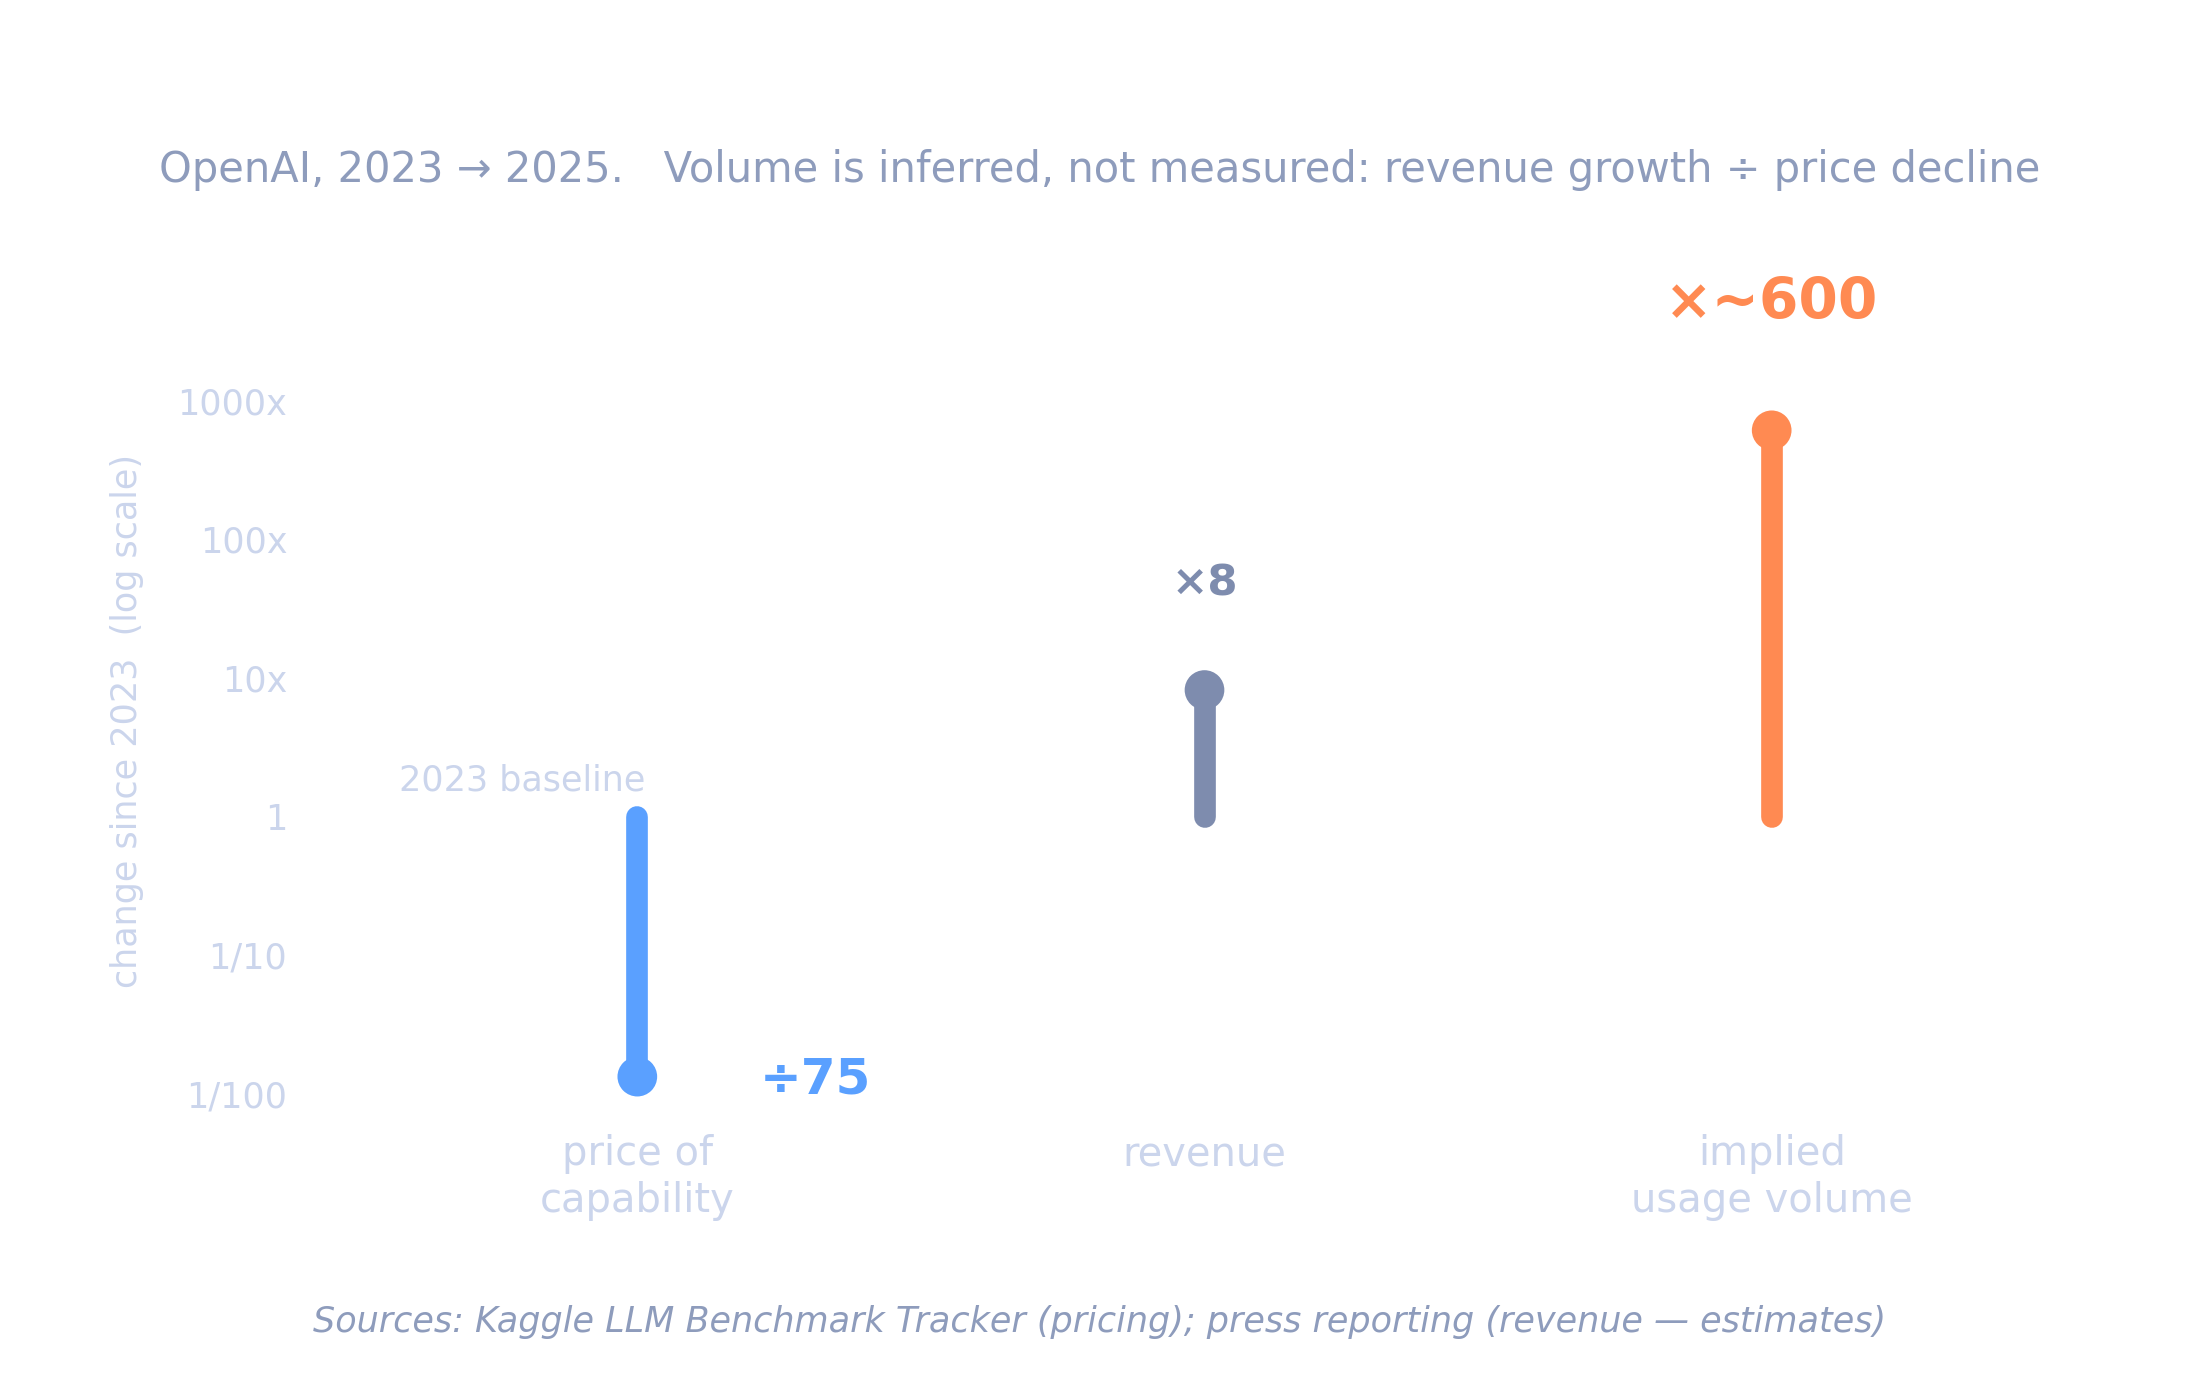 OpenAI, 2023 → 2025.   Volume is inferred, not measured: revenue growth ÷ price decline
×~600
1000x
100x
×8
10x
2023 baseline
1
1/10
÷75
1/100
change since 2023  (log scale)
price of
capability
revenue
implied
usage volume
Sources: Kaggle LLM Benchmark Tracker (pricing); press reporting (revenue — estimates)